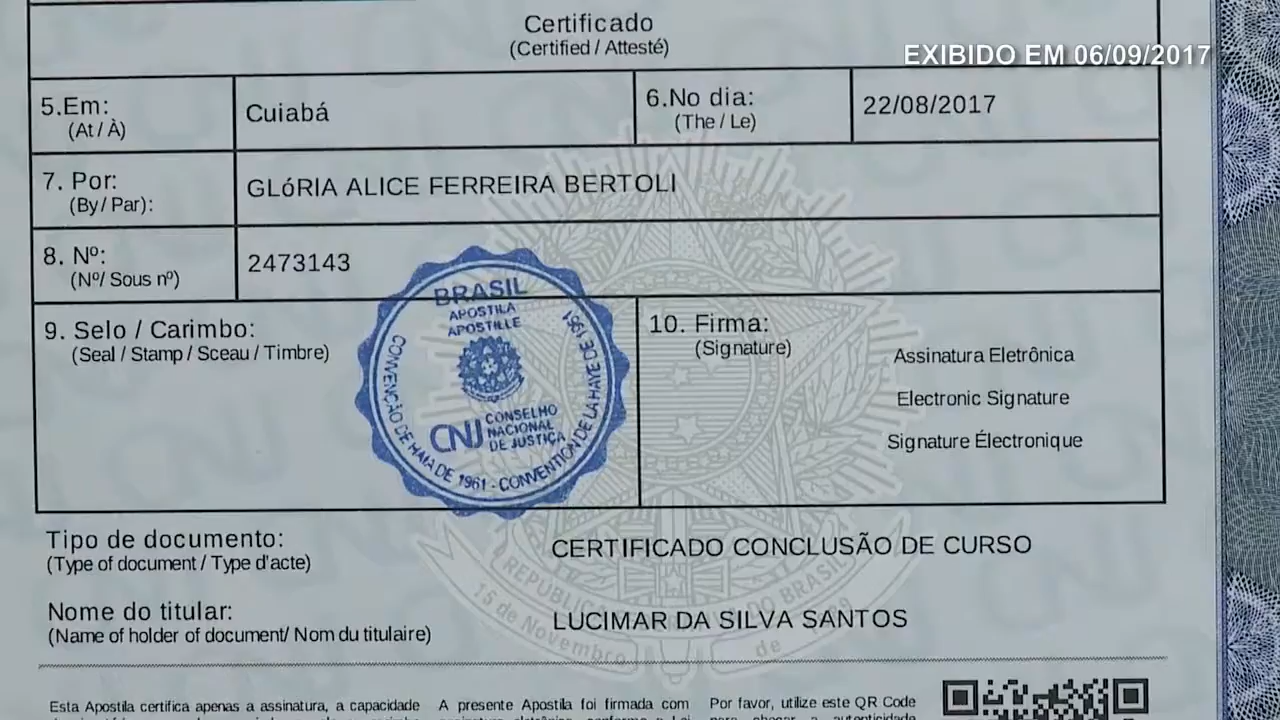 Certificado
(Certified / Attesté)
EXIBIDO EM 06/09/2017
5.Em:
(At / À)
Cuiabá
6.No dia:
(The / Le)
22/08/2017
7. Por:
(By / Par):
GLóRIA ALICE FERREIRA BERTOLI
8. Nº:
(Nº/ Sous nº)
2473143
9. Selo / Carimbo:
(Seal / Stamp / Sceau / Timbre)
BRASIL
APOSTILA
APOSTILLE
CNJ
CONSELHO
NACIONAL
DE JUSTIÇA
CONVENÇÃO DE HAIA DE 1961 - CONVENTION DE LA HAYE DE 1961
10. Firma:
(Signature)
Assinatura Eletrônica
Electronic Signature
Signature Électronique
Tipo de documento:
(Type of document / Type d'acte)
CERTIFICADO CONCLUSÃO DE CURSO
Nome do titular:
(Name of holder of document/ Nom du titulaire)
LUCIMAR DA SILVA SANTOS
15 de Novembro de
Esta Apostila certifica apenas a assinatura, a capacidade
A presente Apostila foi firmada com
Por favor, utilize este QR Code